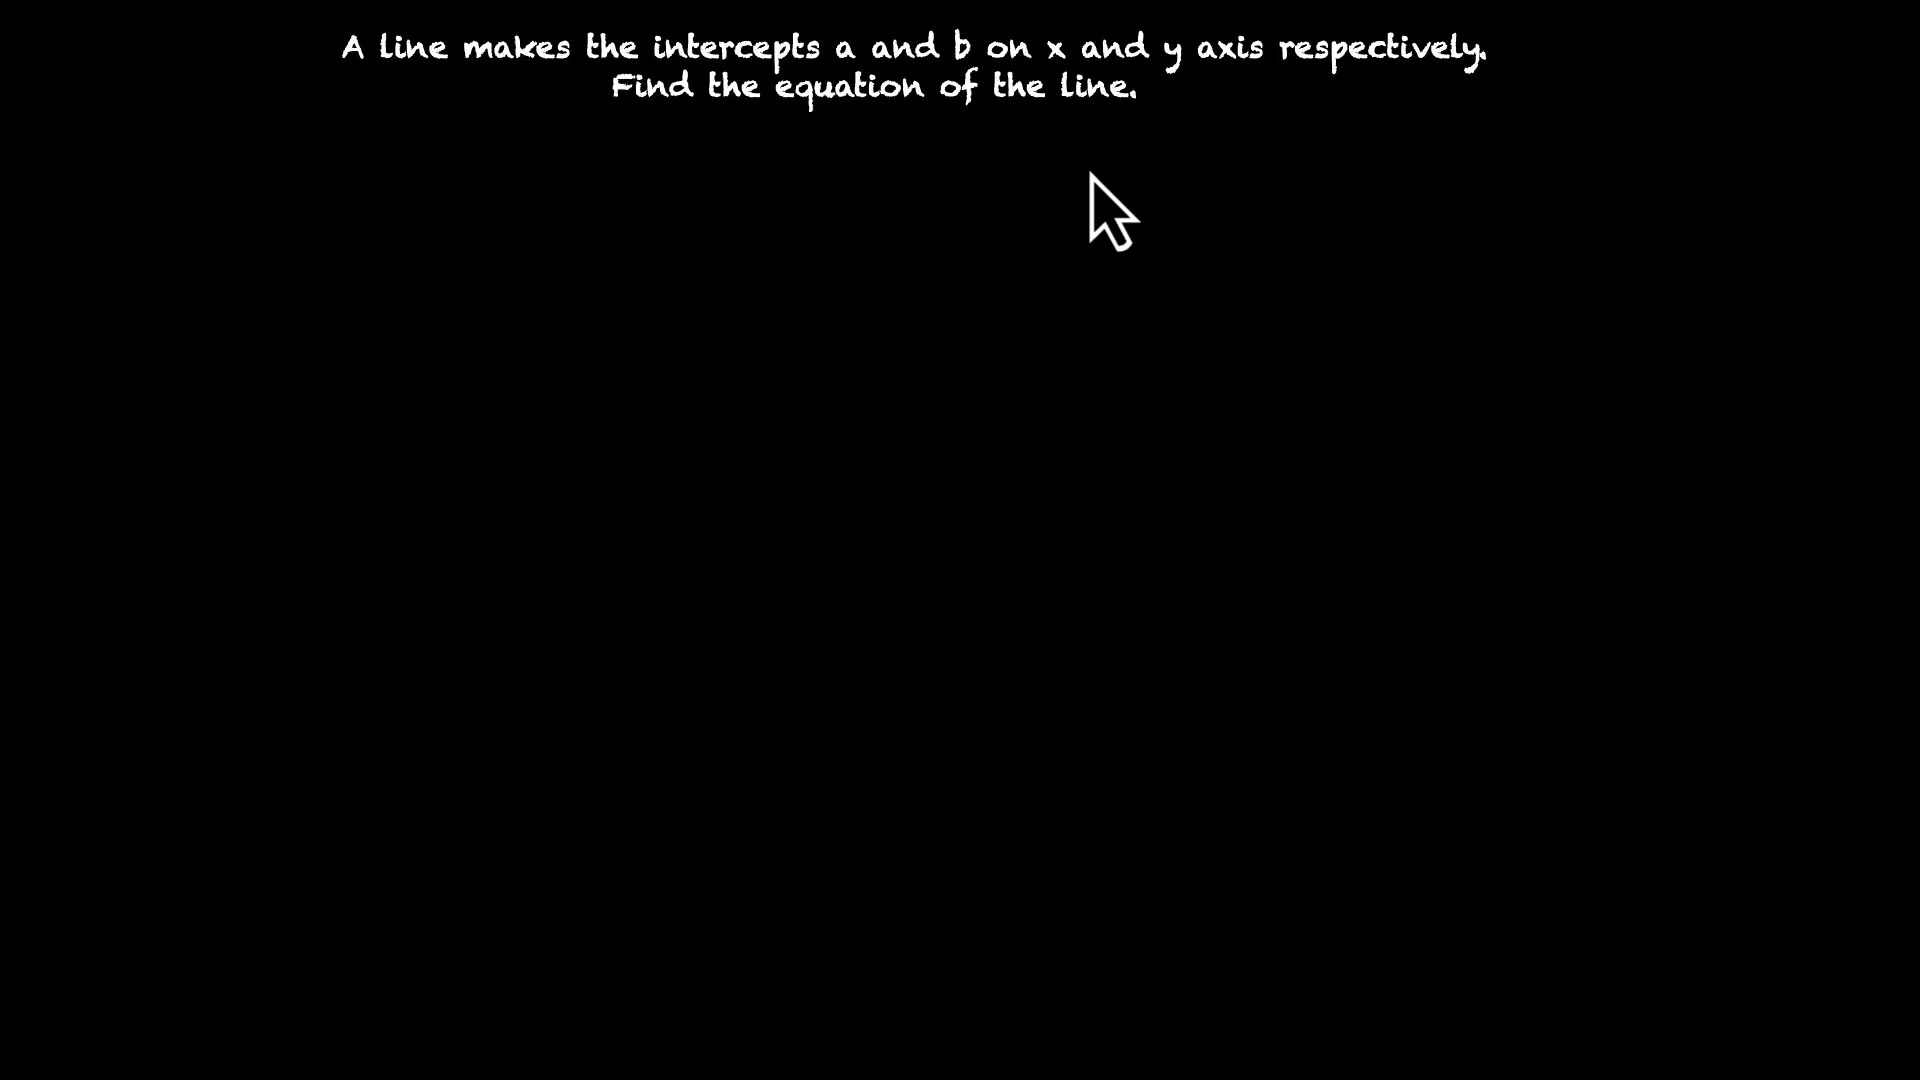 A line makes the intercepts a and b on x and y axis respectively.
Find the equation of the line.